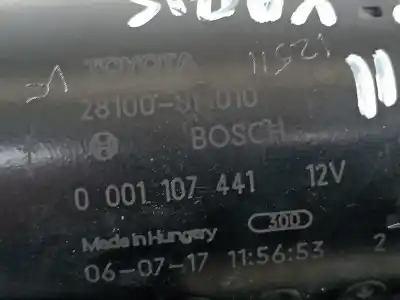 TOYOTA
28100-
010
BOSCH
0 001 107 441 12V
300
Made in Hungary
06-07-17 11:56:53 2